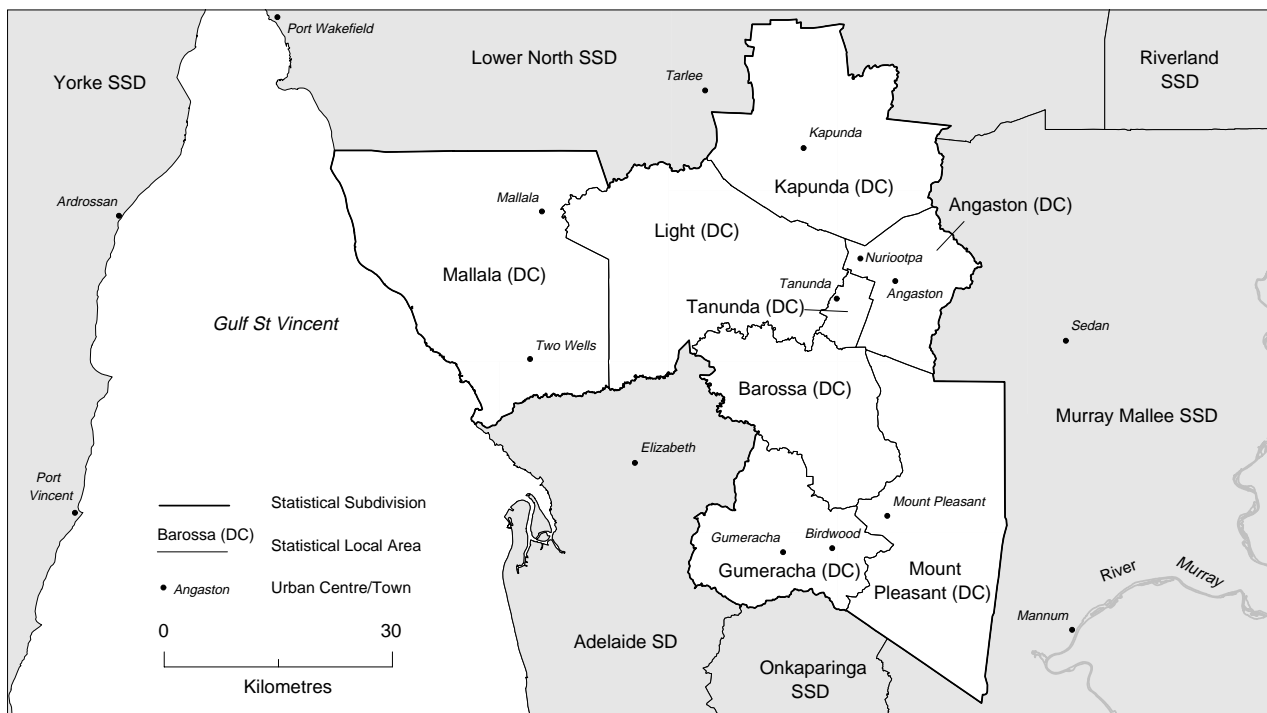 Port Wakefield
Yorke SSD
Lower North SSD
Tarlee
Riverland
SSD
Kapunda
Kapunda (DC)
Ardrossan
Mallala
Light (DC)
Angaston (DC)
Mallala (DC)
Nuriootpa
Tanunda
Angaston
Tanunda (DC)
Gulf St Vincent
Two Wells
Sedan
Barossa (DC)
Murray Mallee SSD
Elizabeth
Port
Vincent
Mount Pleasant
Gumeracha
Birdwood
Gumeracha (DC)
Mount
Pleasant (DC)
River Murray
Mannum
Adelaide SD
Onkaparinga
SSD
Statistical Subdivision
Barossa (DC)
Statistical Local Area
Angaston
Urban Centre/Town
0 30
Kilometres